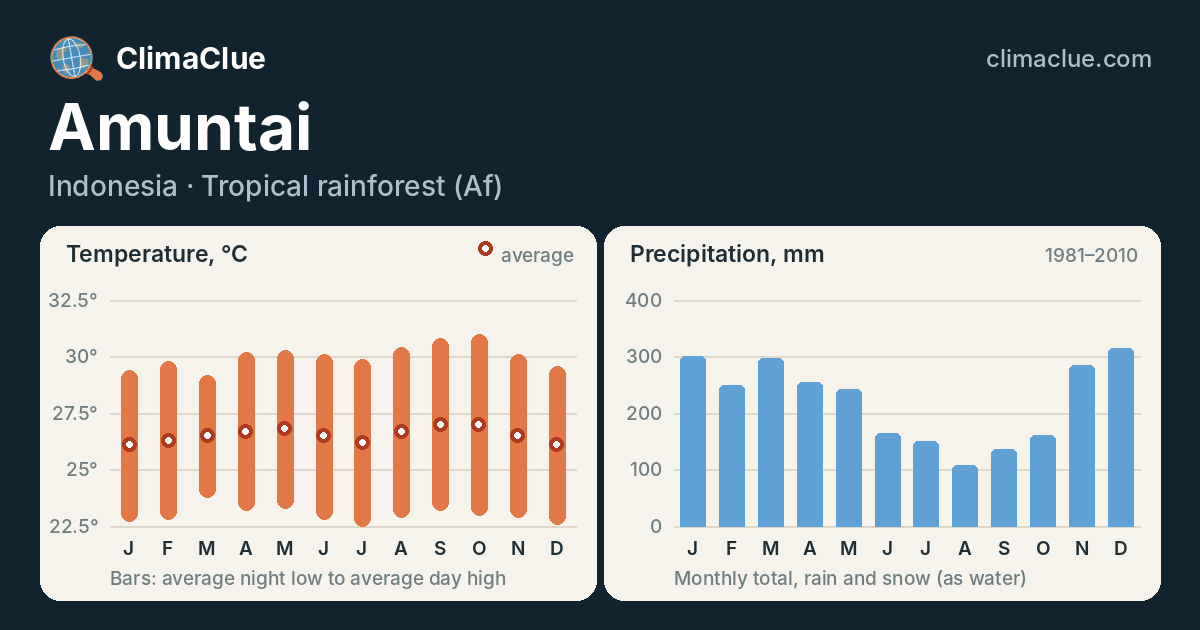 ClimaClue
climaclue.com
Amuntai
Indonesia · Tropical rainforest (Af)
Temperature, °C
average
32.5°
30°
27.5°
25°
22.5°
J F M A M J J A S O N D
Bars: average night low to average day high
Precipitation, mm
1981–2010
400
300
200
100
0
J F M A M J J A S O N D
Monthly total, rain and snow (as water)